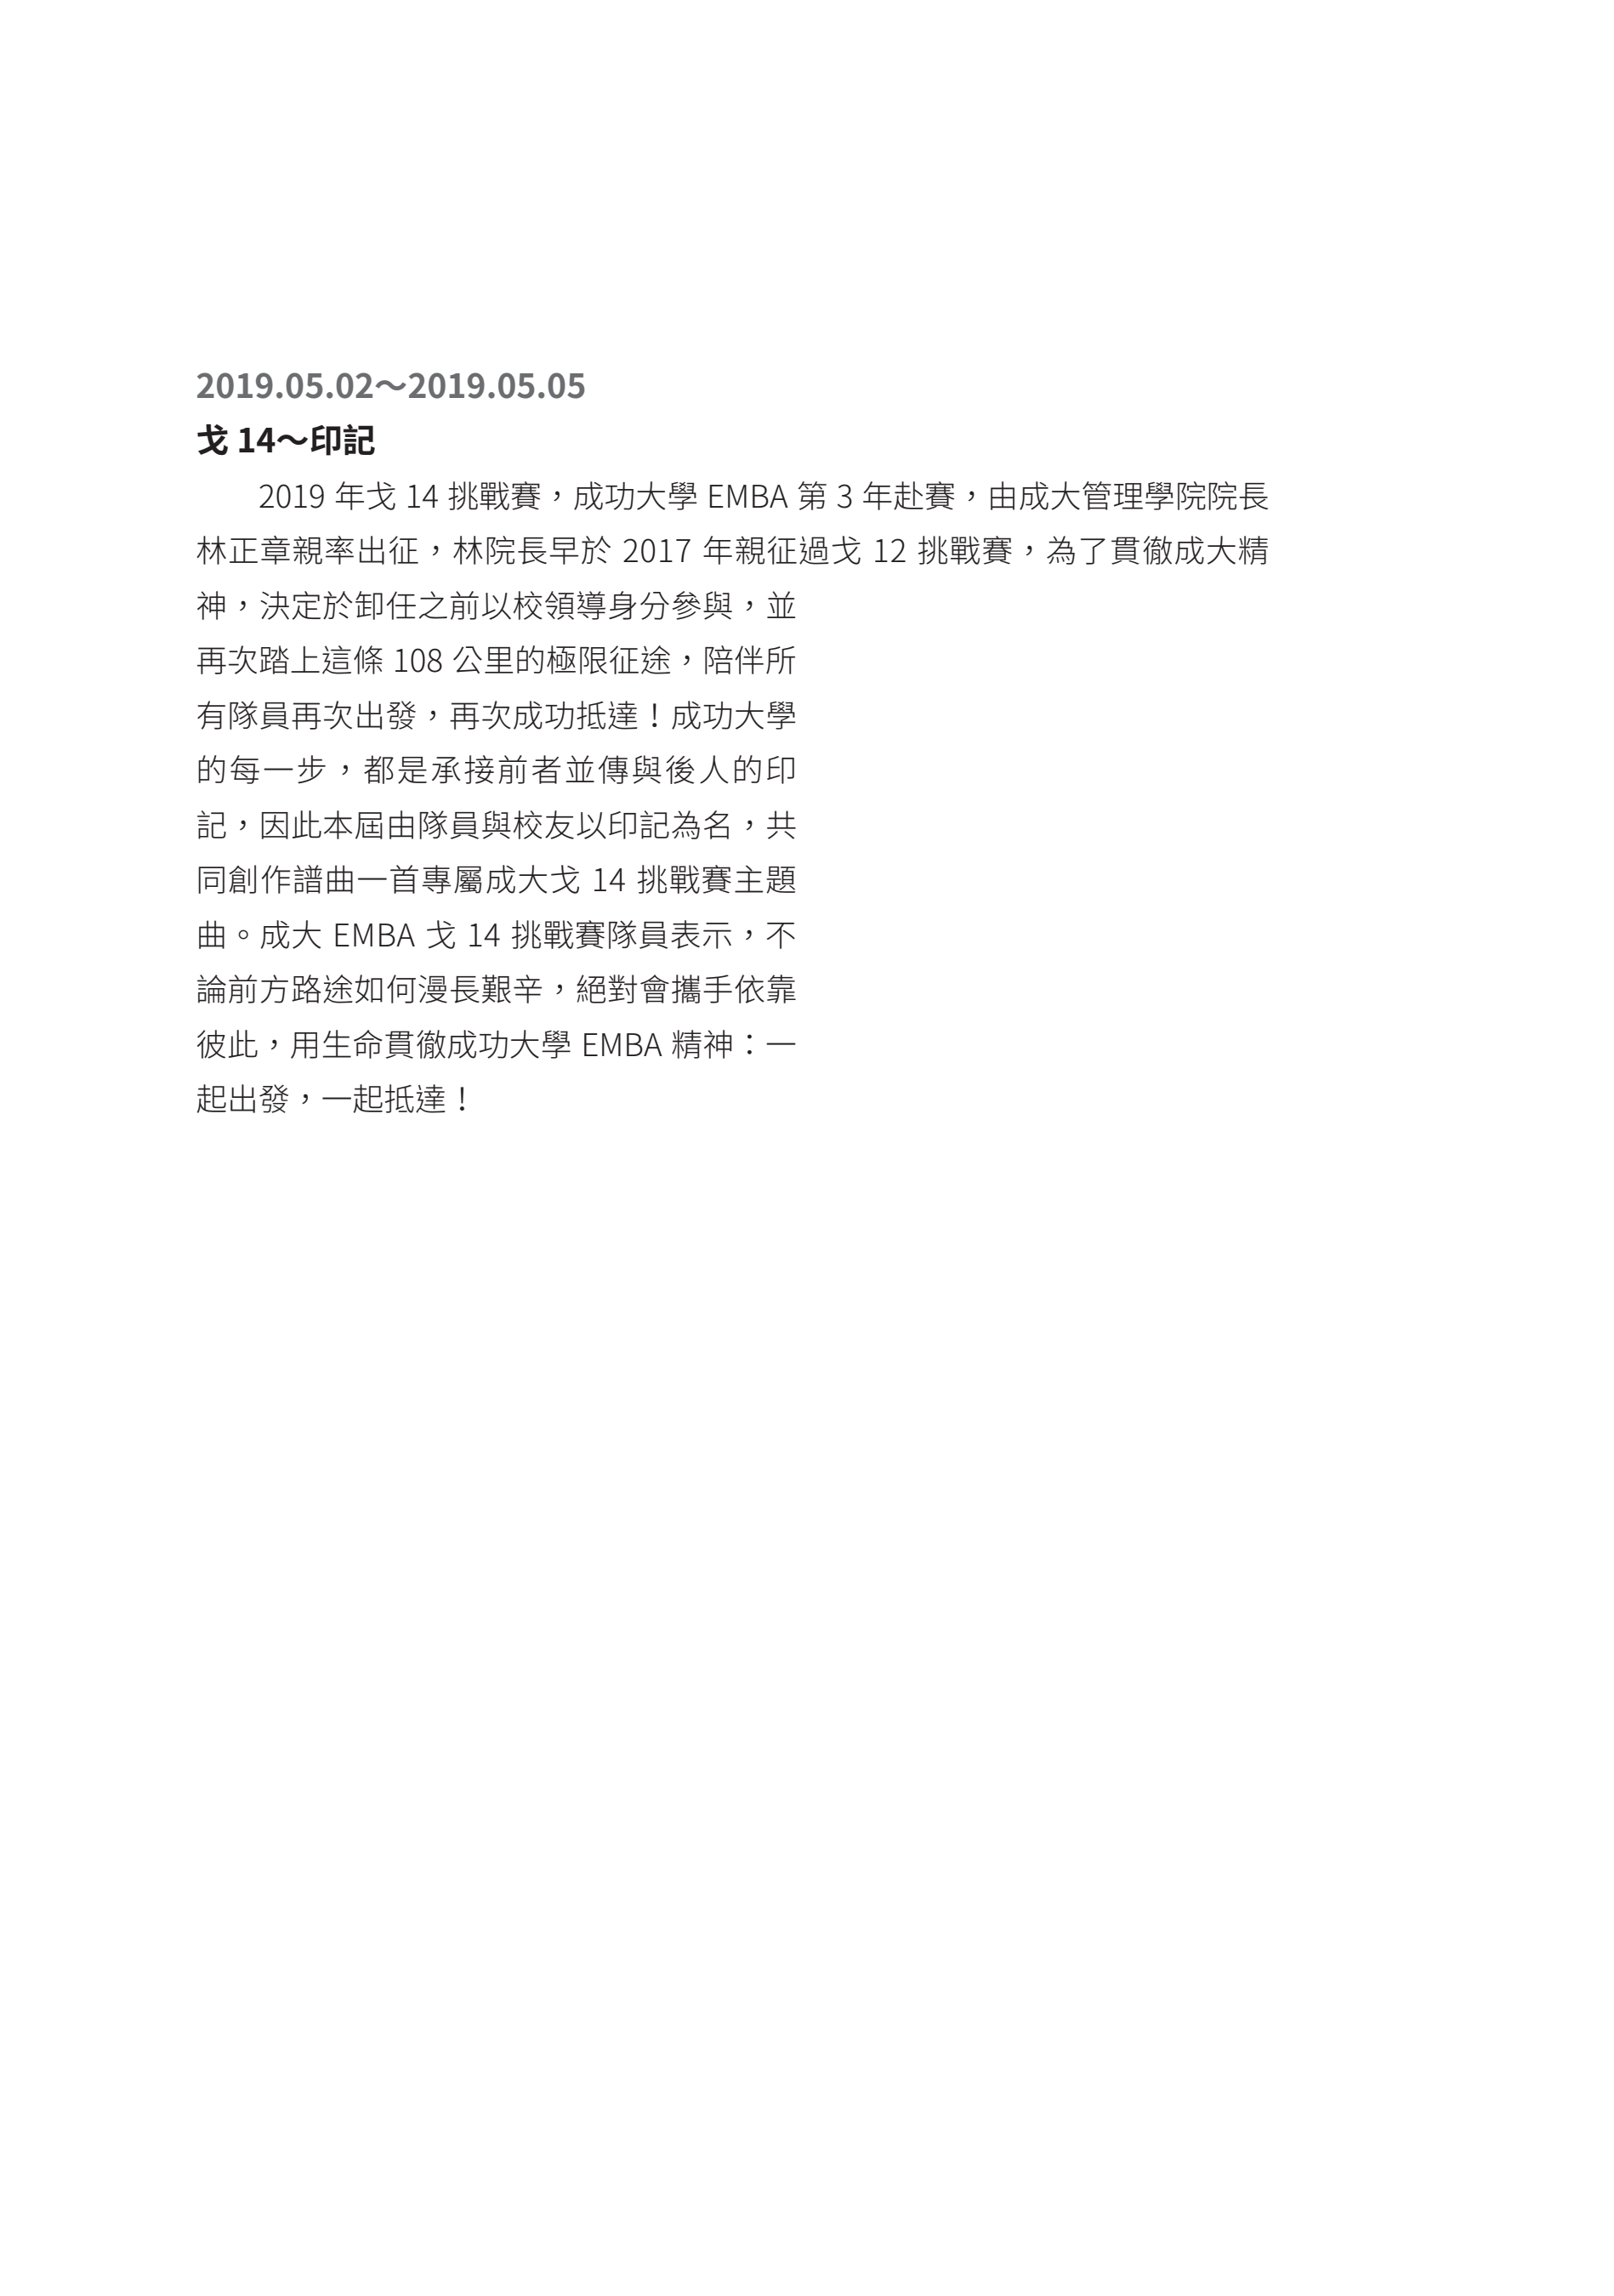 2019.05.02～2019.05.05
戈 14～印記
2019 年戈 14 挑戰賽，成功大學 EMBA 第 3 年赴賽，由成大管理學院院長
林正章親率出征，林院長早於 2017 年親征過戈 12 挑戰賽，為了貫徹成大精
神，決定於卸任之前以校領導身分參與，並
再次踏上這條 108 公里的極限征途，陪伴所
有隊員再次出發，再次成功抵達！成功大學
的每一步，都是承接前者並傳與後人的印
記，因此本屆由隊員與校友以印記為名，共
同創作譜曲一首專屬成大戈 14 挑戰賽主題
曲。成大 EMBA 戈 14 挑戰賽隊員表示，不
論前方路途如何漫長艱辛，絕對會攜手依靠
彼此，用生命貫徹成功大學 EMBA 精神：一
起出發，一起抵達！